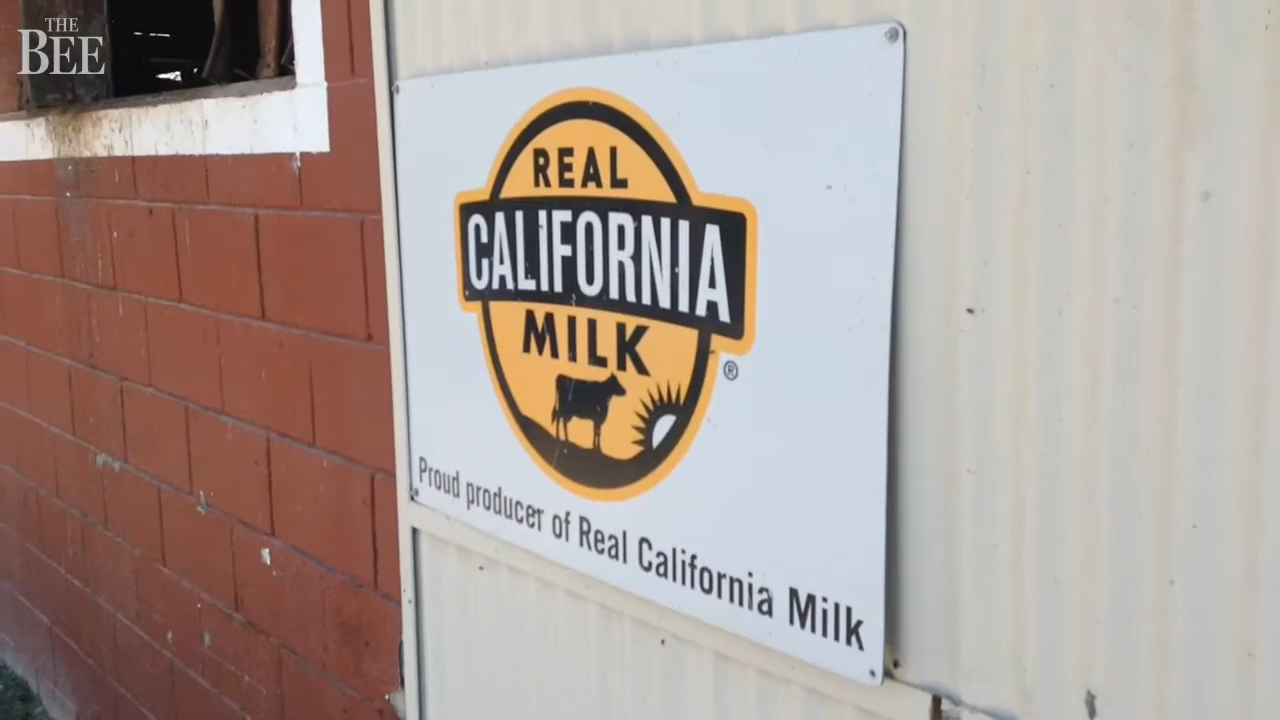 THE
BEE
REAL
CALIFORNIA
MILK
®
Proud producer of Real California Milk